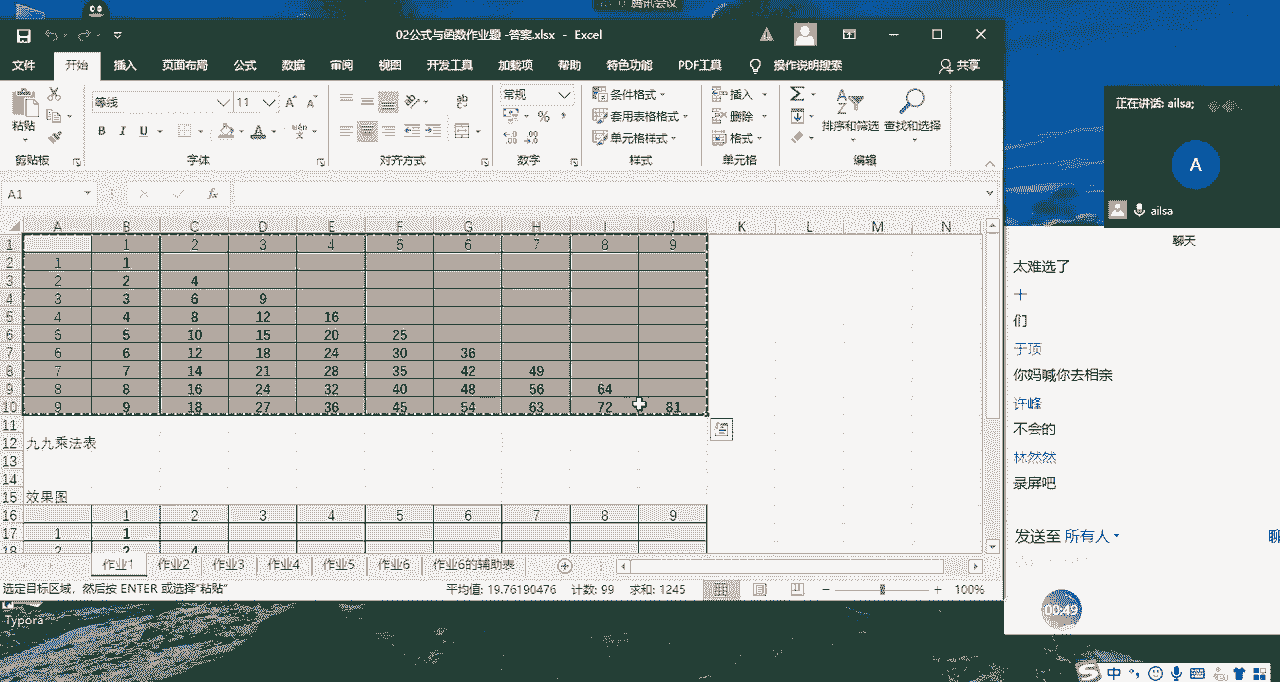 腾讯会议
02公式与函数作业题 -答案.xlsx - Excel
文件 开始 插入 页面布局 公式 数据 审阅 视图 开发工具 加载项 帮助 特色功能 PDF工具 操作说明搜索 共享
粘贴 等线 11 常规 条件格式 套用表格格式 单元格样式 插入 删除 格式 排序和筛选 查找和选择
B I U
剪贴板 字体 对齐方式 数字 样式 单元格 编辑
A1 fx
A B C D E F G H I J K L M N
1 1 2 3 4 5 6 7 8 9
2 1 1
3 2 2 4
4 3 3 6 9
5 4 4 8 12 16
6 5 5 10 15 20 25
7 6 6 12 18 24 30 36
8 7 7 14 21 28 35 42 49
9 8 8 16 24 32 40 48 56 64
10 9 9 18 27 36 45 54 63 72 81
11
12 九九乘法表
13
14
15 效果图
16 1 2 3 4 5 6 7 8 9
17 1 1
18 2 2 4
作业1 作业2 作业3 作业4 作业5 作业6 作业6的辅助表
选定目标区域，然后按 ENTER 或选择"粘贴" 平均值: 19.76190476 计数: 99 求和: 1245 100%
Typora
正在讲话: ailsa;
A
ailsa
聊天
太难选了
十
们
于顶
你妈喊你去相亲
许峰
不会的
林然然
录屏吧
发送至 所有人
聊
00:49
中